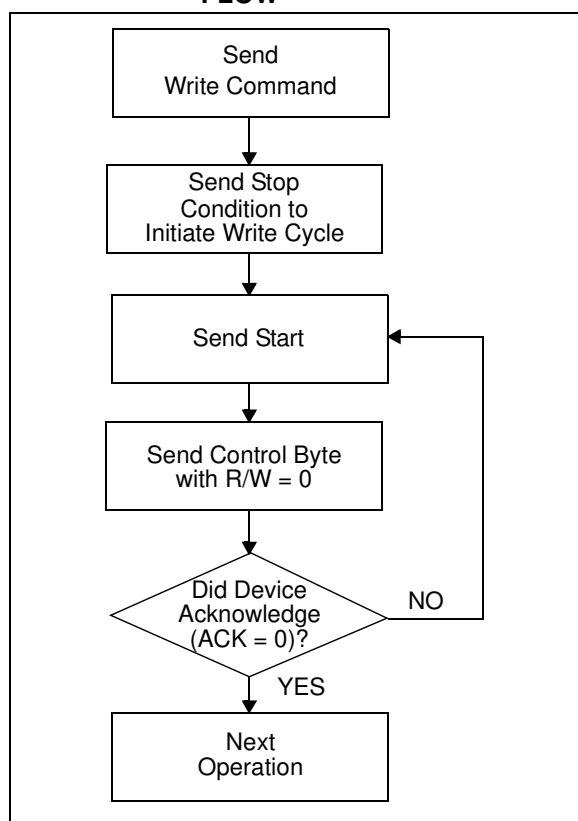 FLOW
Send
Write Command
Send Stop
Condition to
Initiate Write Cycle
Send Start
Send Control Byte
with R/W = 0
Did Device
Acknowledge
(ACK = 0)?
NO
YES
Next
Operation